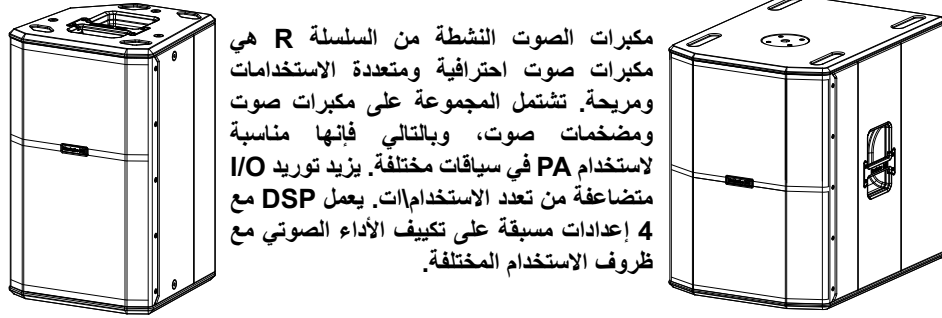 مكبرات الصوت النشطة من السلسلة R هي
مكبرات صوت احترافية ومتعددة الاستخدامات
ومريحة. تشتمل المجموعة على مكبرات صوت
ومضخمات صوت، وبالتالي فإنها مناسبة
لاستخدام PA في سياقات مختلفة. يزيد توريد I/O
متضاعفة من تعدد الاستخدام\ات. يعمل DSP مع
4 إعدادات مسبقة على تكييف الأداء الصوتي مع
ظروف الاستخدام المختلفة.